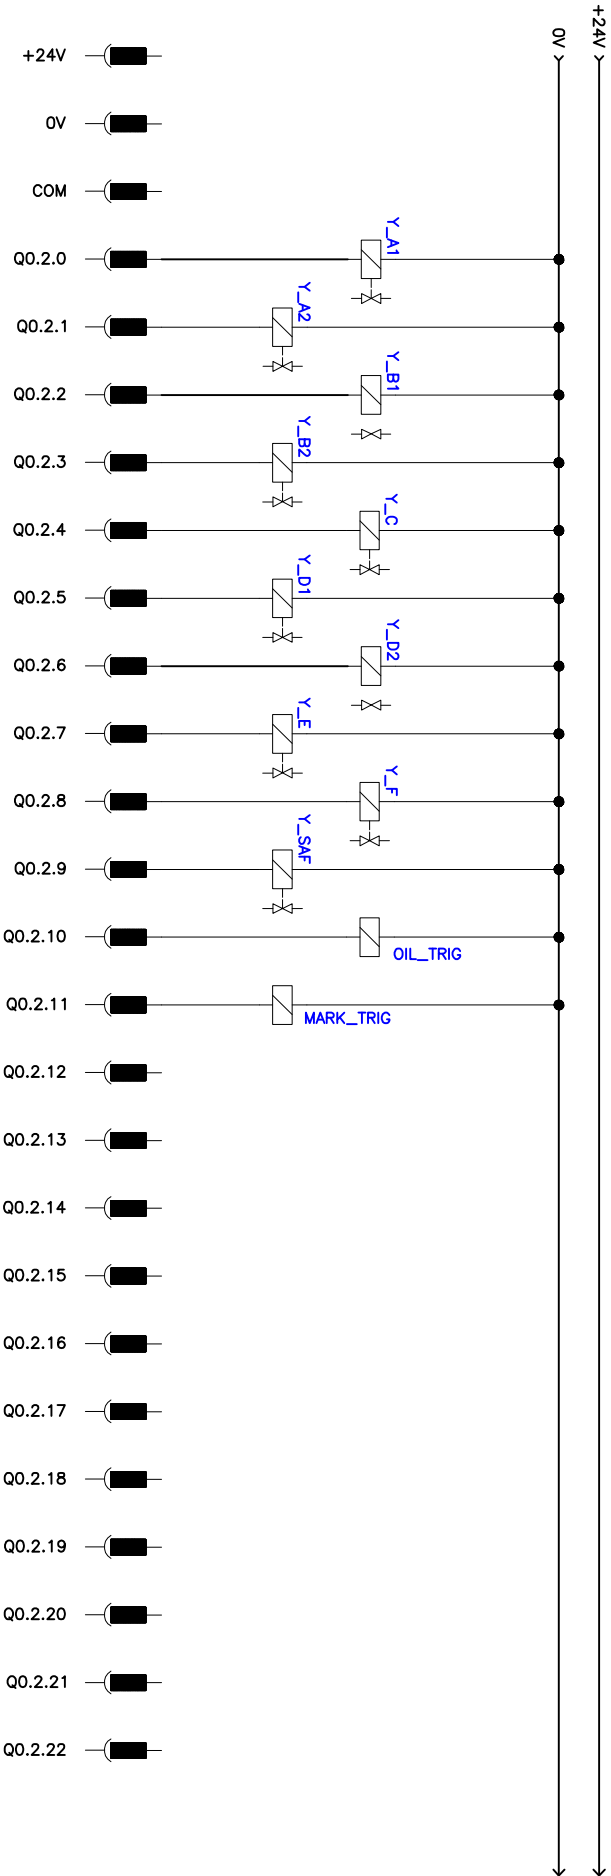 +24V
0V
+24V
0V
COM
Q0.2.0
Y_A1
Q0.2.1
Y_A2
Q0.2.2
Y_B1
Q0.2.3
Y_B2
Q0.2.4
Y_C
Q0.2.5
Y_D1
Q0.2.6
Y_D2
Q0.2.7
Y_E
Q0.2.8
Y_F
Q0.2.9
Y_SAF
Q0.2.10
OIL_TRIG
Q0.2.11
MARK_TRIG
Q0.2.12
Q0.2.13
Q0.2.14
Q0.2.15
Q0.2.16
Q0.2.17
Q0.2.18
Q0.2.19
Q0.2.20
Q0.2.21
Q0.2.22